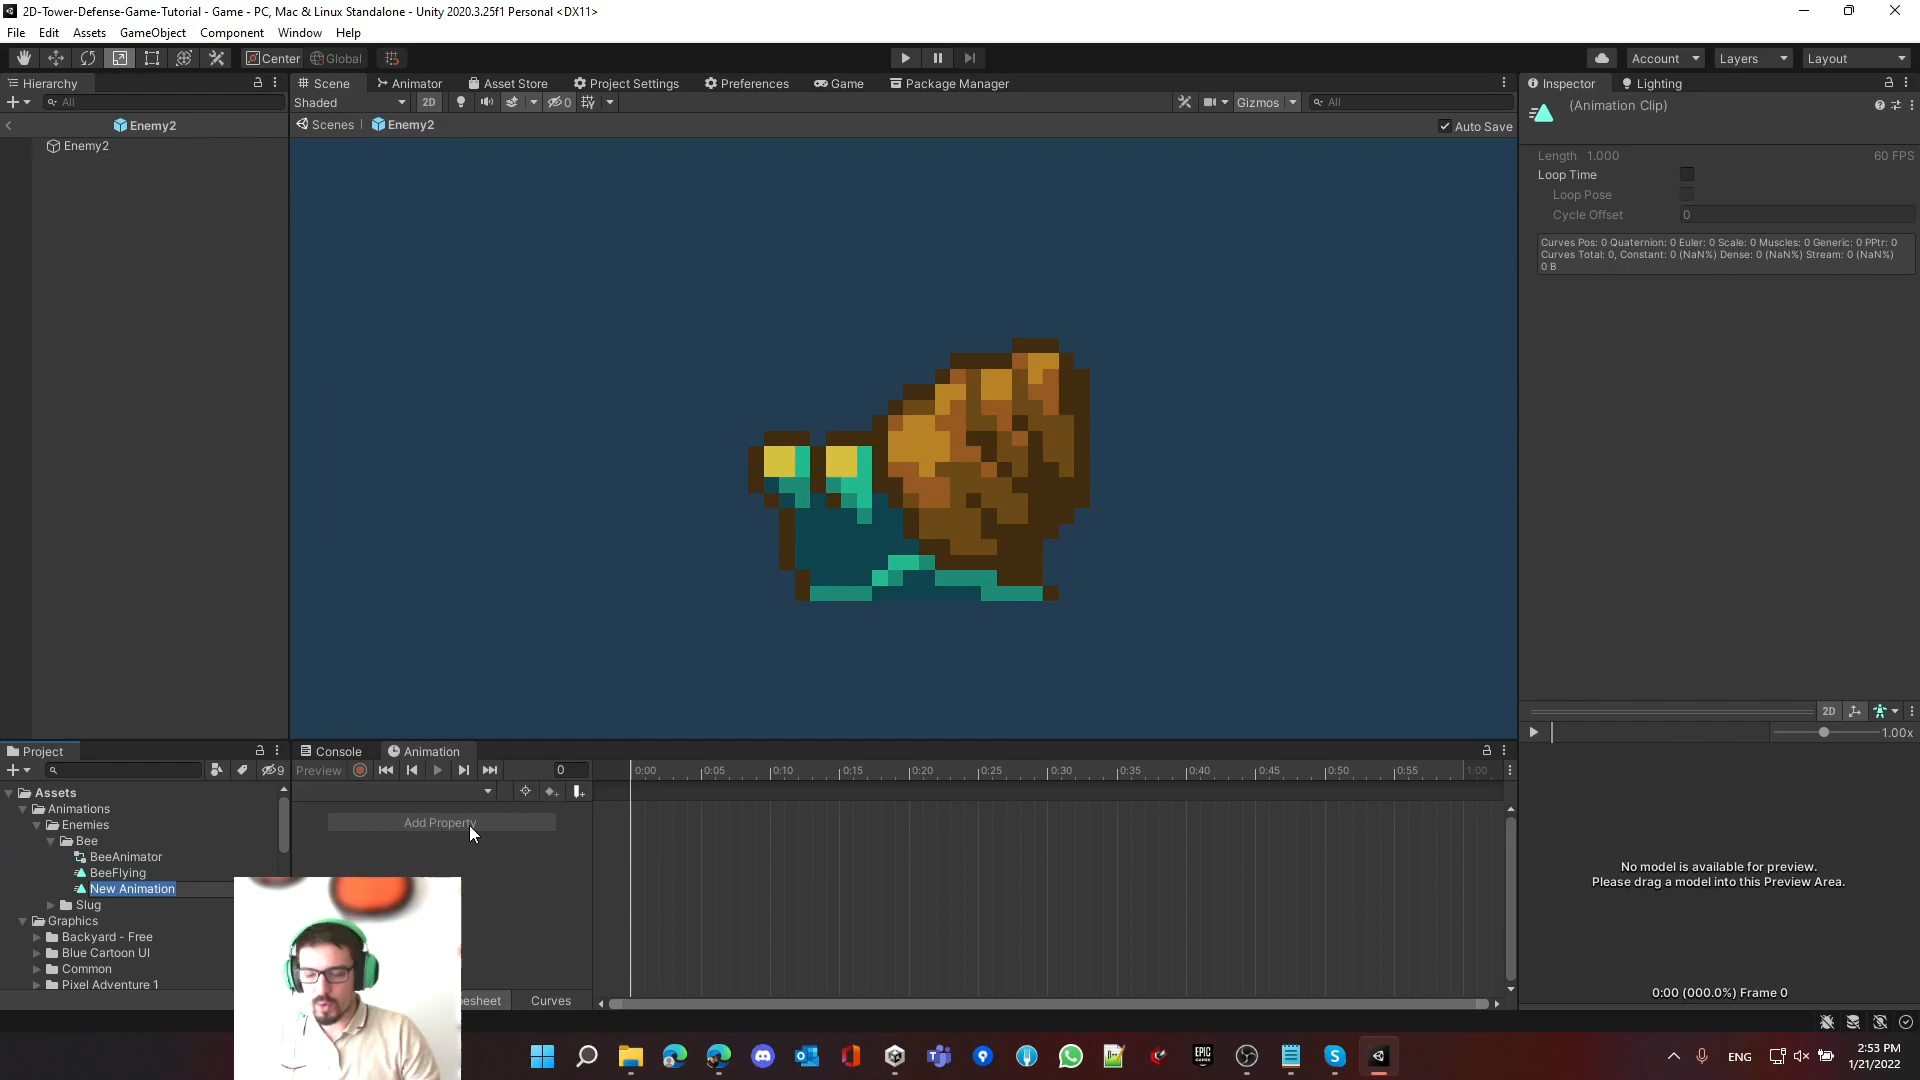 2D-Tower-Defense-Game-Tutorial - Game - PC, Mac & Linux Standalone - Unity 2020.3.25f1 Personal <DX11>
File Edit Assets GameObject Component Window Help
Center Global
Account Layers Layout
Hierarchy
Scene Animator Asset Store Project Settings Preferences Game Package Manager
Inspector Lighting
All
Shaded 2D 0 Gizmos All
(Animation Clip)
Enemy2
Scenes | Enemy2
Auto Save
Enemy2
Length 1.000 60 FPS
Loop Time
Loop Pose
Cycle Offset 0
Curves Pos: 0 Quaternion: 0 Euler: 0 Scale: 0 Muscles: 0 Generic: 0 PPtr: 0
Curves Total: 0, Constant: 0 (NaN%) Dense: 0 (NaN%) Stream: 0 (NaN%)
0 B
2D
1.00x
Project
Console Animation
9
Preview 0
0:00 0:05 0:10 0:15 0:20 0:25 0:30 0:35 0:40 0:45 0:50 0:55 1:00
Assets
Animations
Enemies
Bee
BeeAnimator
BeeFlying
New Animation
Slug
Graphics
Backyard - Free
Blue Cartoon UI
Common
Pixel Adventure 1
Add Property
Curves
No model is available for preview.
Please drag a model into this Preview Area.
0:00 (000.0%) Frame 0
EPIC
GAMES
ENG
2:53 PM
1/21/2022